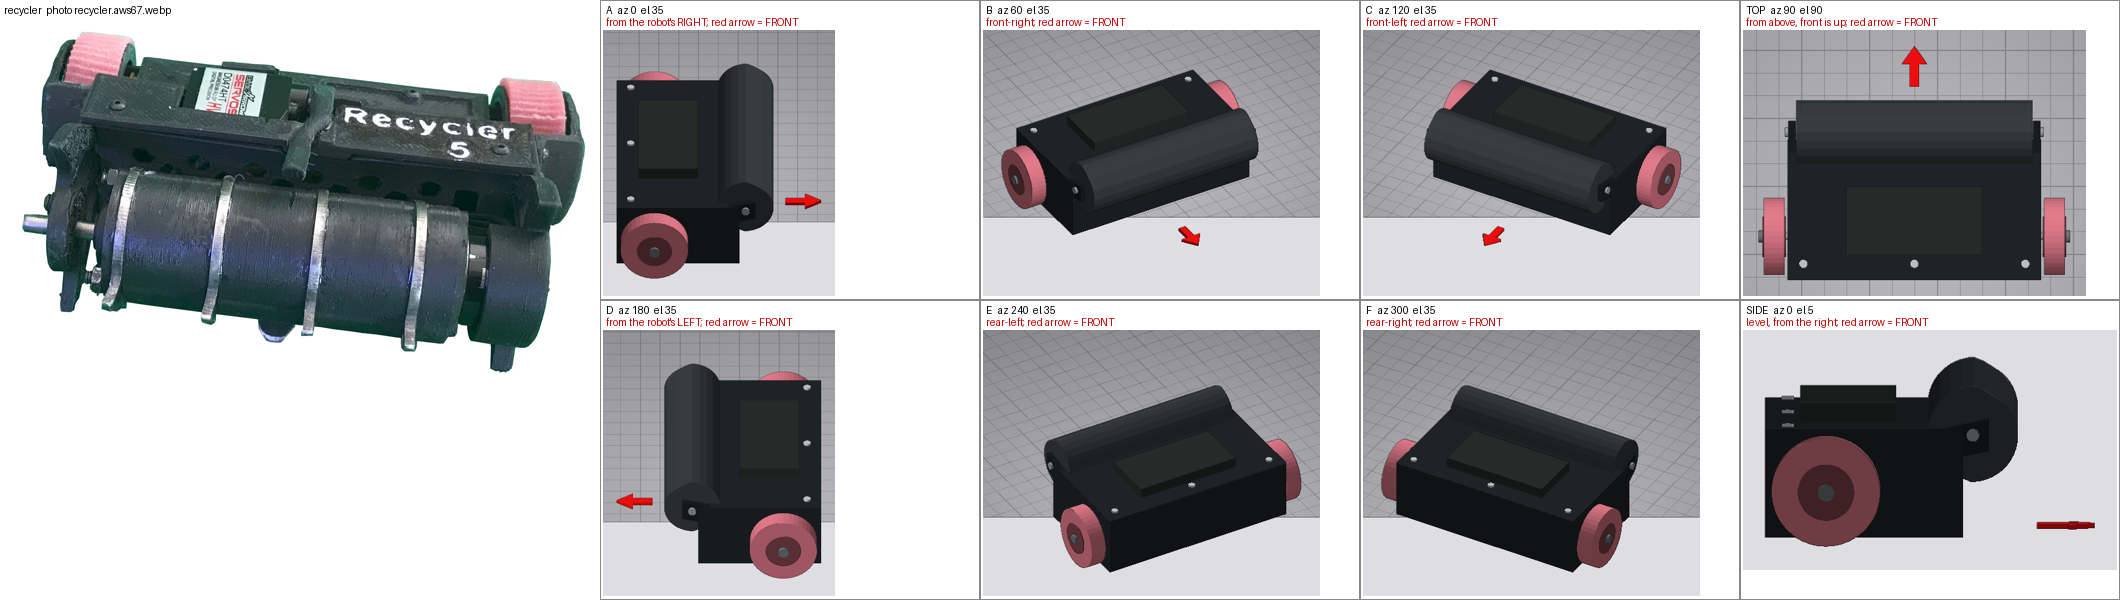 recycler photo recycler.aws67.webp
A az 0 el 35
from the robot's RIGHT; red arrow = FRONT
B az 60 el 35
front-right; red arrow = FRONT
C az 120 el 35
front-left; red arrow = FRONT
TOP az 90 el 90
from above, front is up; red arrow = FRONT
SERVOS
Recycler
5
D az 180 el 35
from the robot's LEFT; red arrow = FRONT
E az 240 el 35
rear-left; red arrow = FRONT
F az 300 el 35
rear-right; red arrow = FRONT
SIDE az 0 el 5
level, from the right; red arrow = FRONT